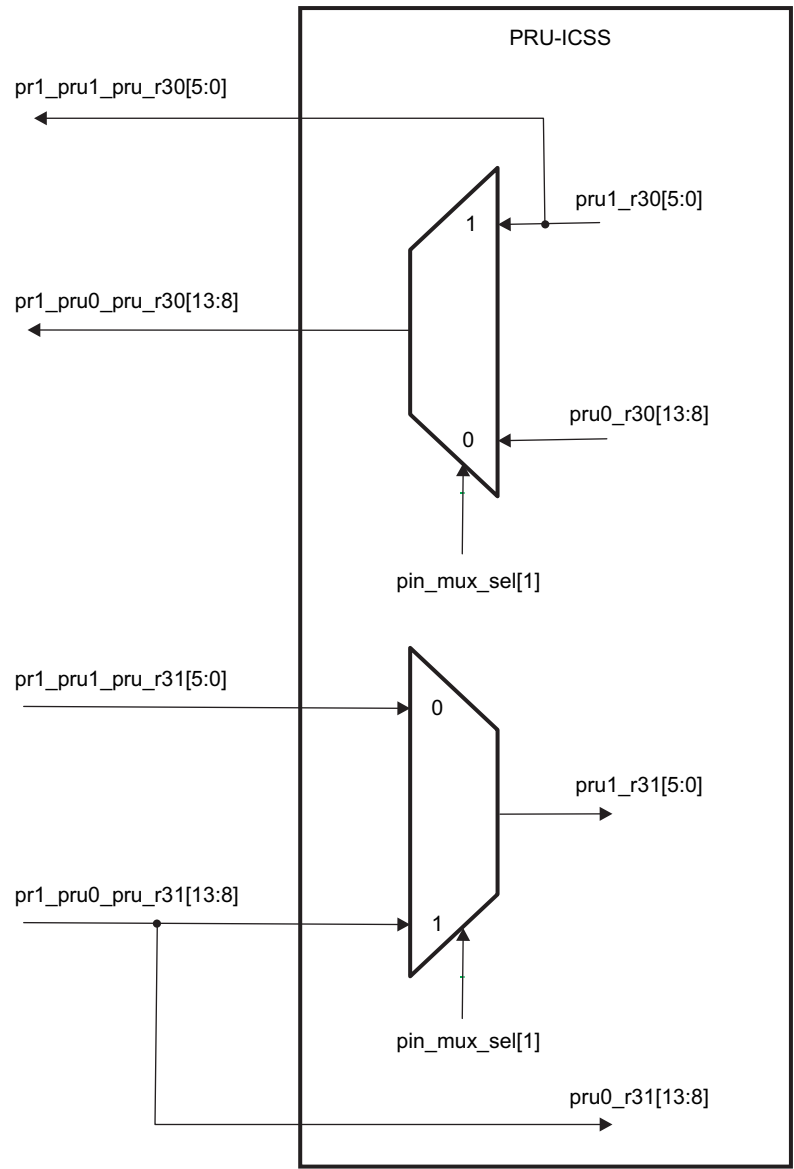 PRU-ICSS
pr1_pru1_pru_r30[5:0]
pru1_r30[5:0]
1
pr1_pru0_pru_r30[13:8]
pru0_r30[13:8]
0
pin_mux_sel[1]
pr1_pru1_pru_r31[5:0]
0
pru1_r31[5:0]
pr1_pru0_pru_r31[13:8]
1
pin_mux_sel[1]
pru0_r31[13:8]